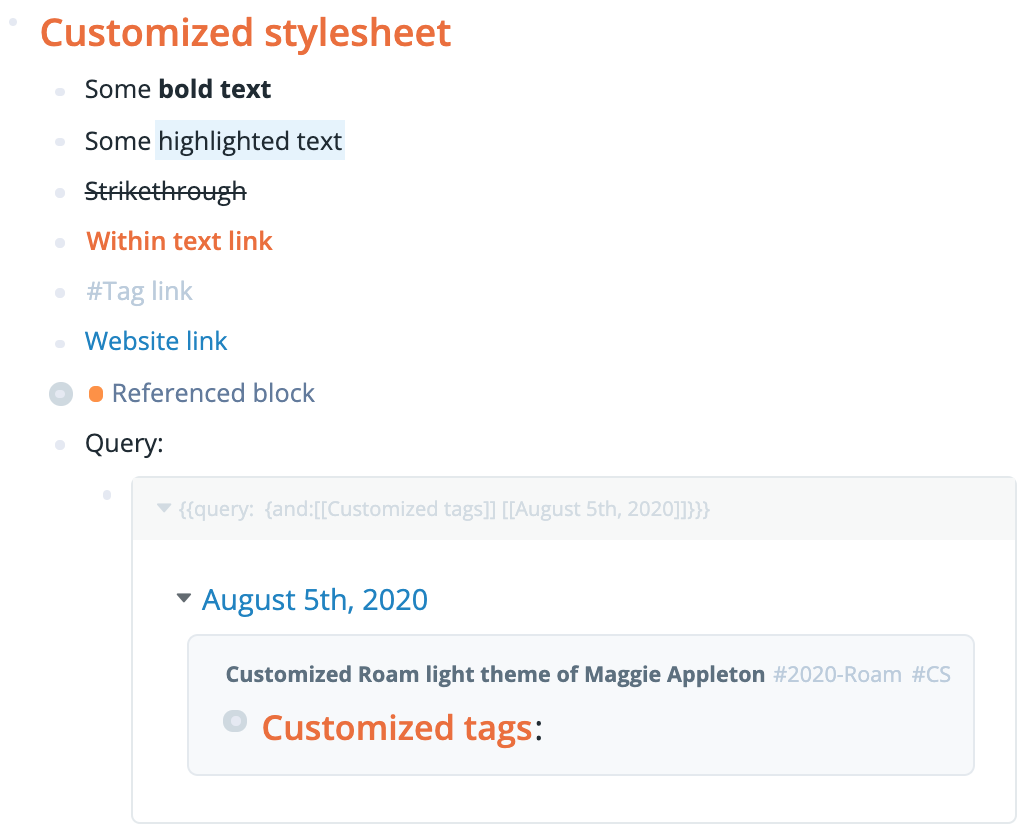 Customized stylesheet
Some bold text
Some highlighted text
Strikethrough
Within text link
#Tag link
Website link
Referenced block
Query:
{{query:  {and:[[Customized tags]] [[August 5th, 2020]]}}}
August 5th, 2020
Customized Roam light theme of Maggie Appleton #2020-Roam #CS
Customized tags: